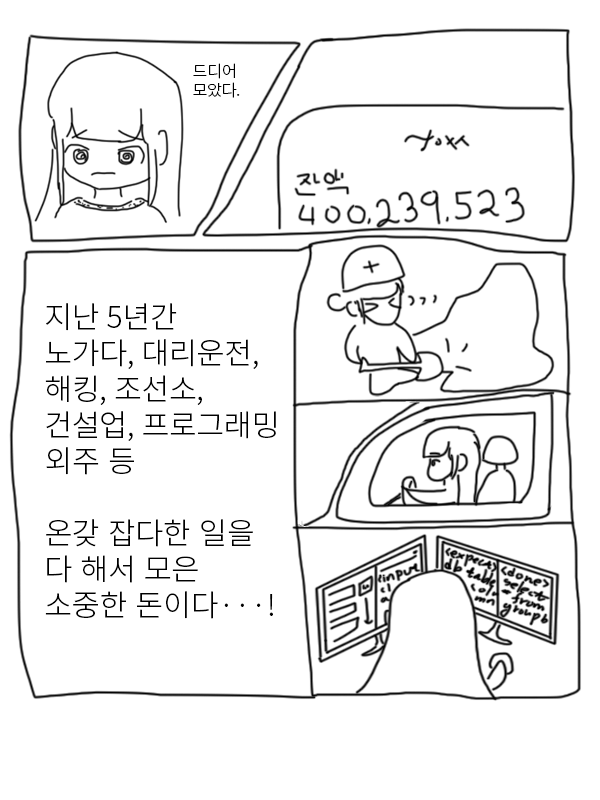 드디어
모았다.
잔액
400,239,523
지난 5년간
노가다, 대리운전,
해킹, 조선소,
건설업, 프로그래밍
외주 등
온갖 잡다한 일을
다 해서 모은
소중한 돈이다···!
<input
<expect>
db table
colu
mn
<done>
select
* from
group b